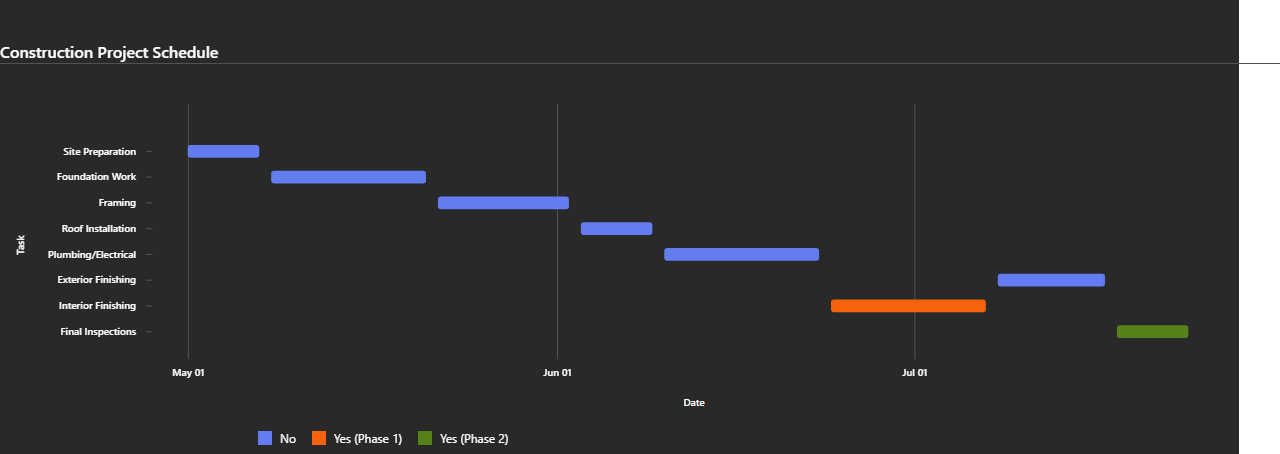 Construction Project Schedule
Site Preparation
Foundation Work
Framing
Roof Installation
Plumbing/Electrical
Exterior Finishing
Interior Finishing
Final Inspections
Task
May 01
Jun 01
Jul 01
Date
No
Yes (Phase 1)
Yes (Phase 2)